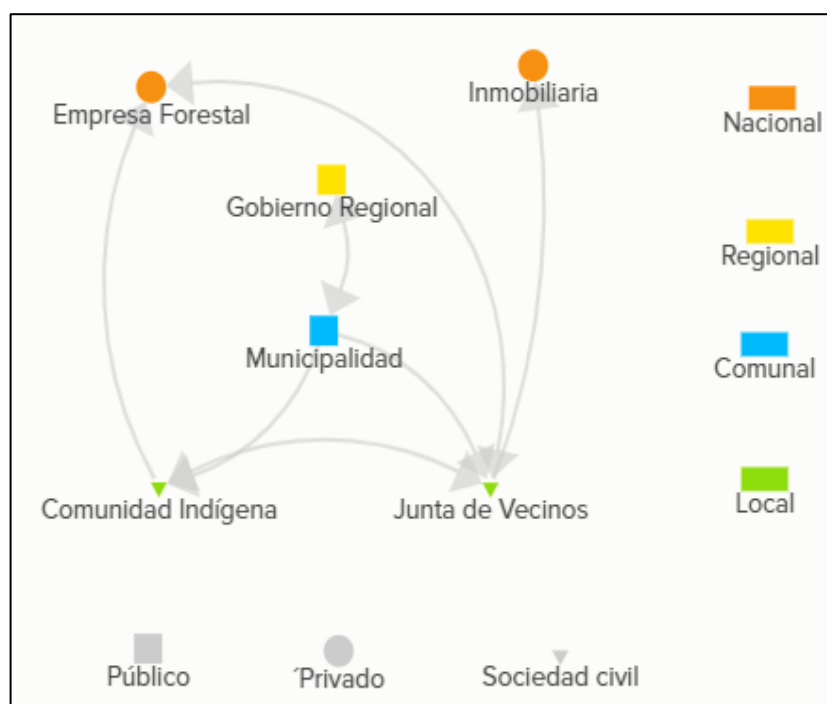 Empresa Forestal
Inmobiliaria
Nacional
Gobierno Regional
Regional
Municipalidad
Comunal
Comunidad Indígena
Junta de Vecinos
Local
Público
´Privado
Sociedad civil